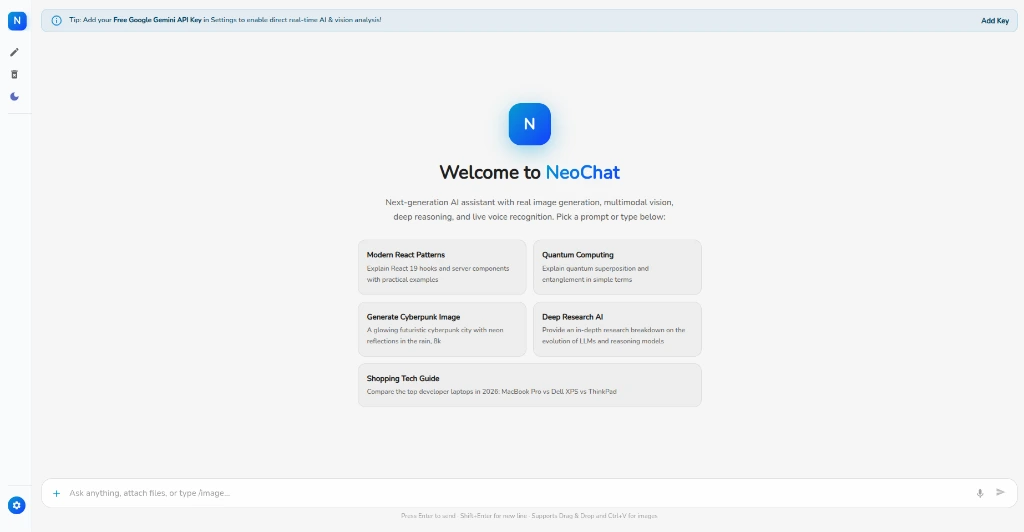 N
Tip: Add your Free Google Gemini API Key in Settings to enable direct real-time AI & vision analysis!
Add Key
N
Welcome to NeoChat
Next-generation AI assistant with real image generation, multimodal vision,
deep reasoning, and live voice recognition. Pick a prompt or type below:
Modern React Patterns
Explain React 19 hooks and server components
with practical examples
Quantum Computing
Explain quantum superposition and
entanglement in simple terms
Generate Cyberpunk Image
A glowing futuristic cyberpunk city with neon
reflections in the rain, 8k
Deep Research AI
Provide an in-depth research breakdown on the
evolution of LLMs and reasoning models
Shopping Tech Guide
Compare the top developer laptops in 2026: MacBook Pro vs Dell XPS vs ThinkPad
Ask anything, attach files, or type /image...
Press Enter to send · Shift+Enter for new line · Supports Drag & Drop and Ctrl+V for images